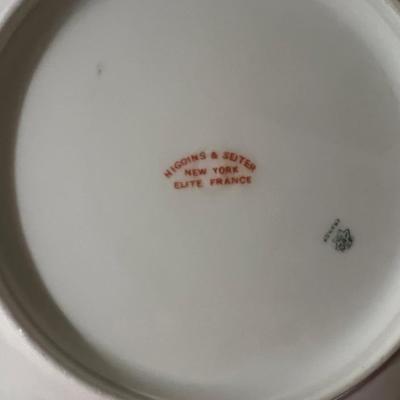 HIGGINS & SEITER
NEW YORK
ELITE FRANCE